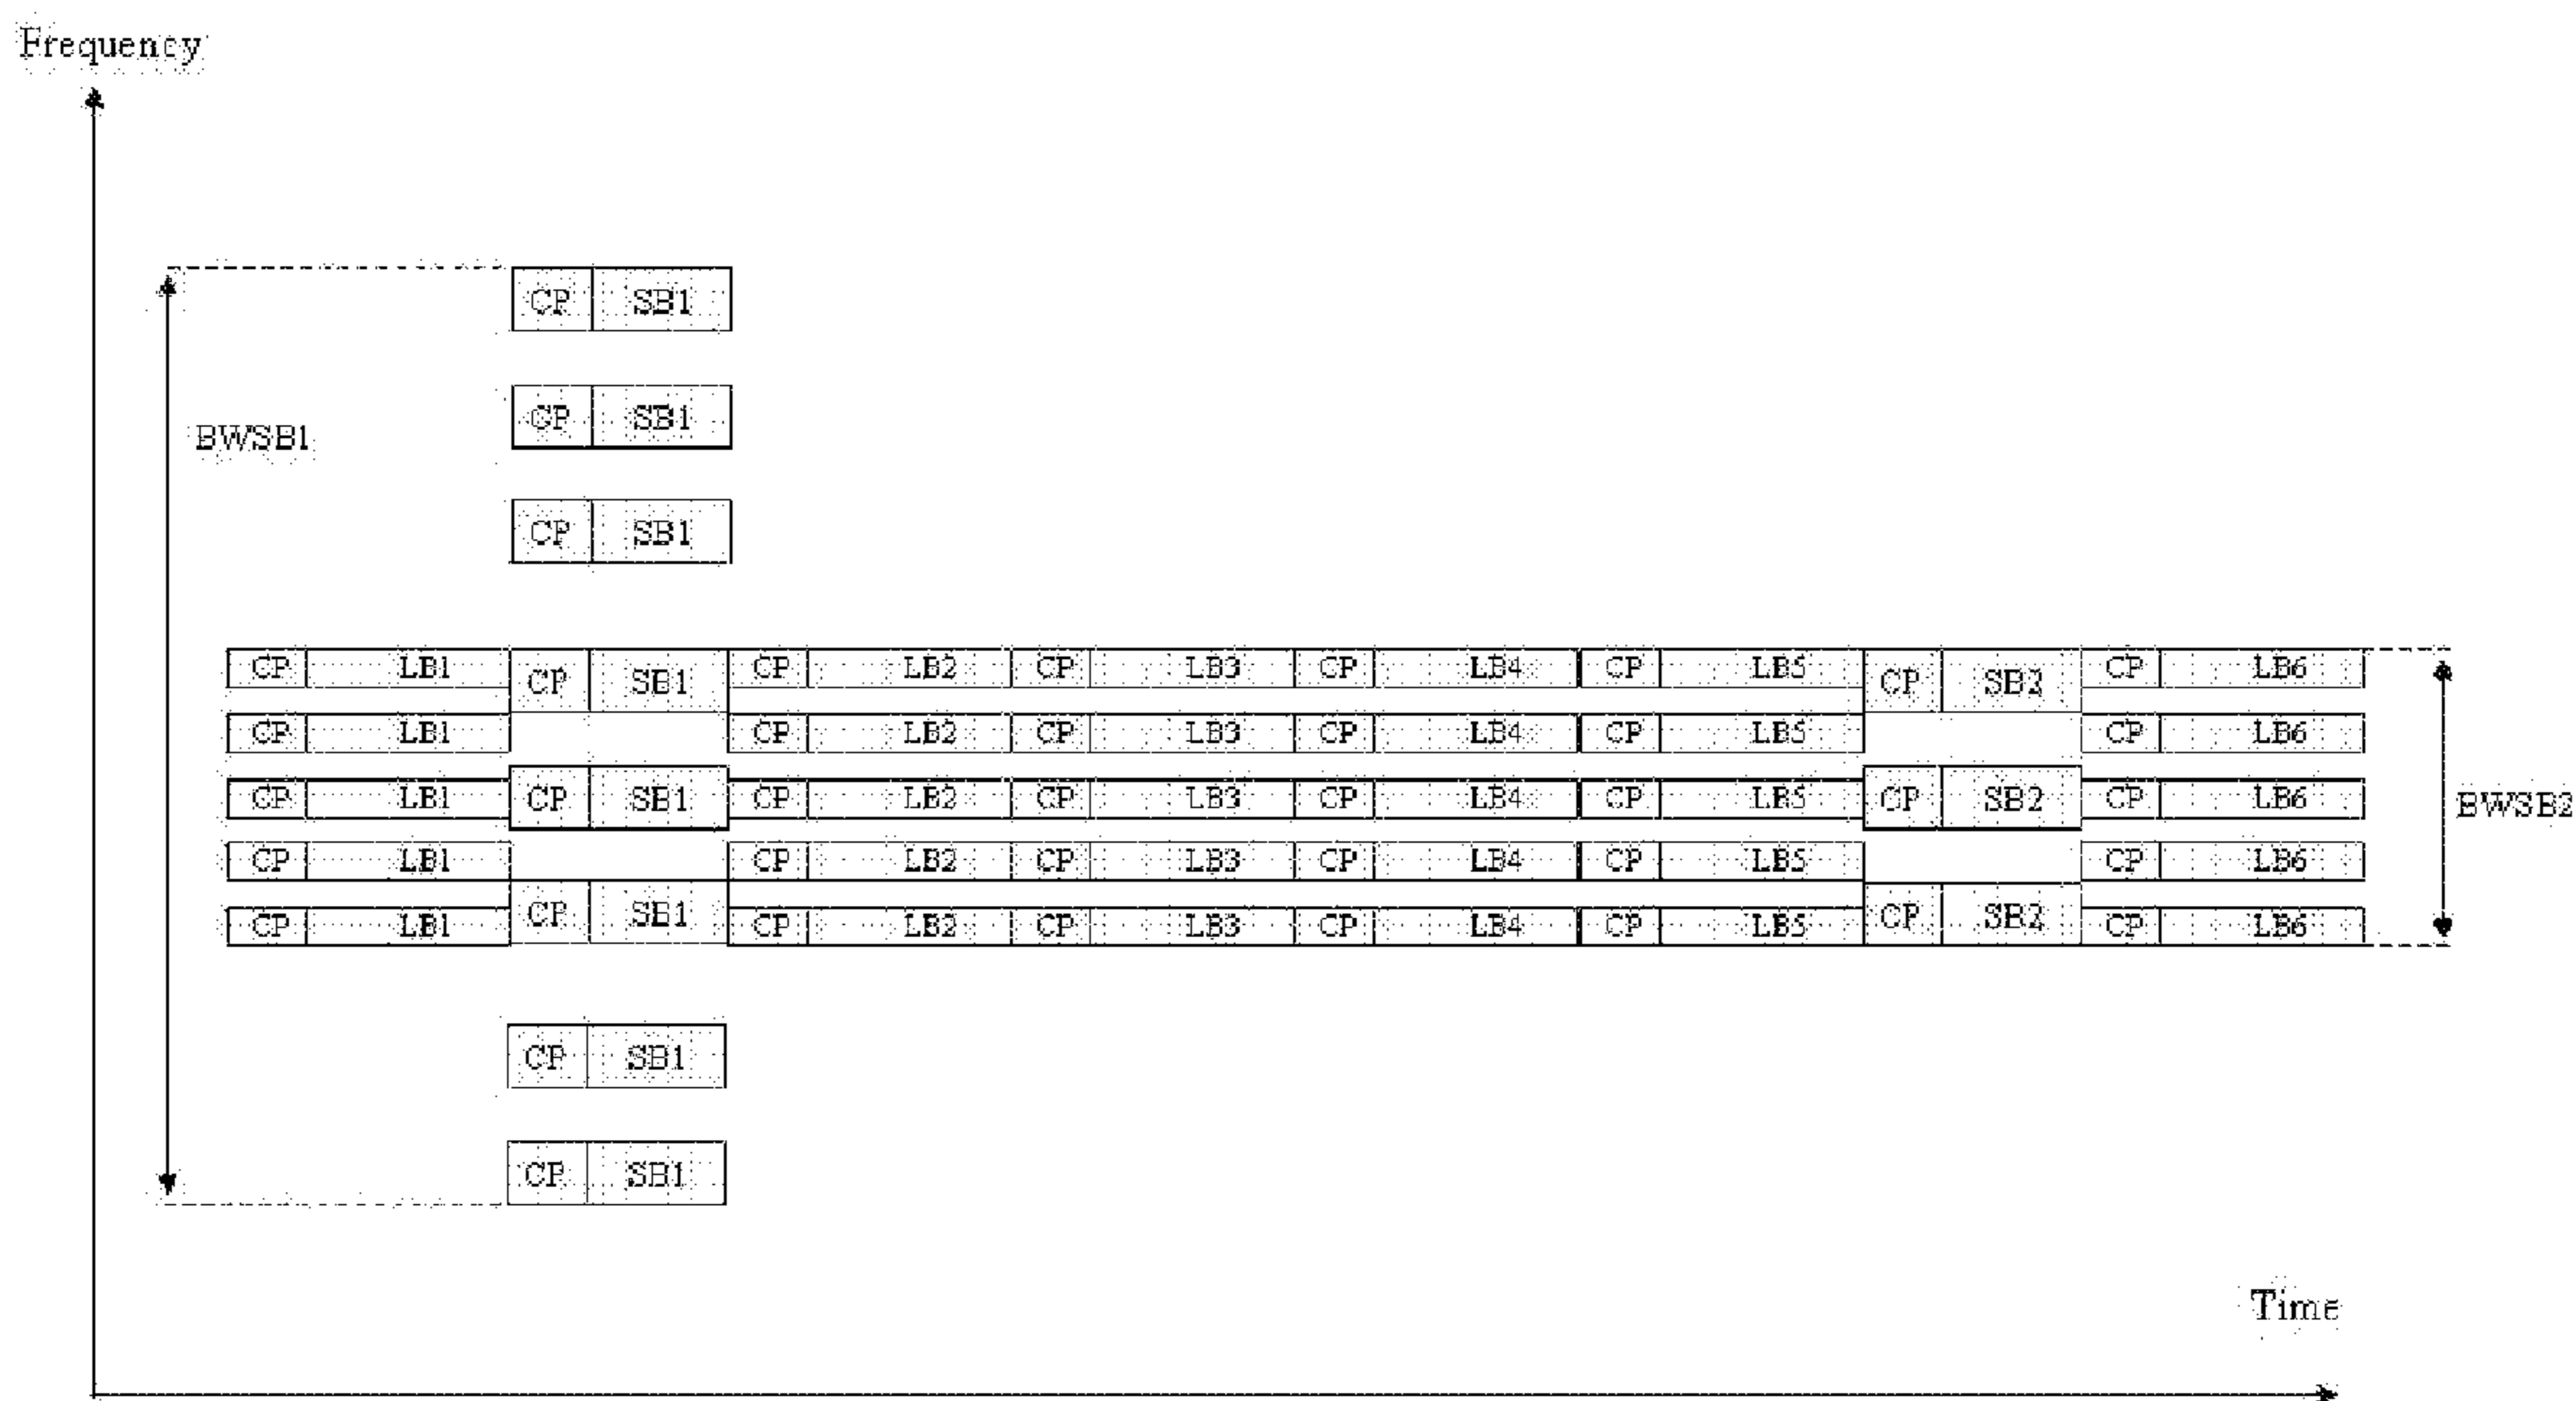 Frequency
CP SB1
CP SB1
BWSB1
CP SB1
CP LB1 CP SB1 CP LB2 CP LB3 CP LB4 CP LB5 CP SB2 CP LB6
CP LB1 CP LB2 CP LB3 CP LB4 CP LB5 CP LB6
CP LB1 CP SB1 CP LB2 CP LB3 CP LB4 CP LB5 CP SB2 CP LB6
BWSB2
CP LB1 CP LB2 CP LB3 CP LB4 CP LB5 CP LB6
CP LB1 CP SB1 CP LB2 CP LB3 CP LB4 CP LB5 CP SB2 CP LB6
CP SB1
CP SB1
Time